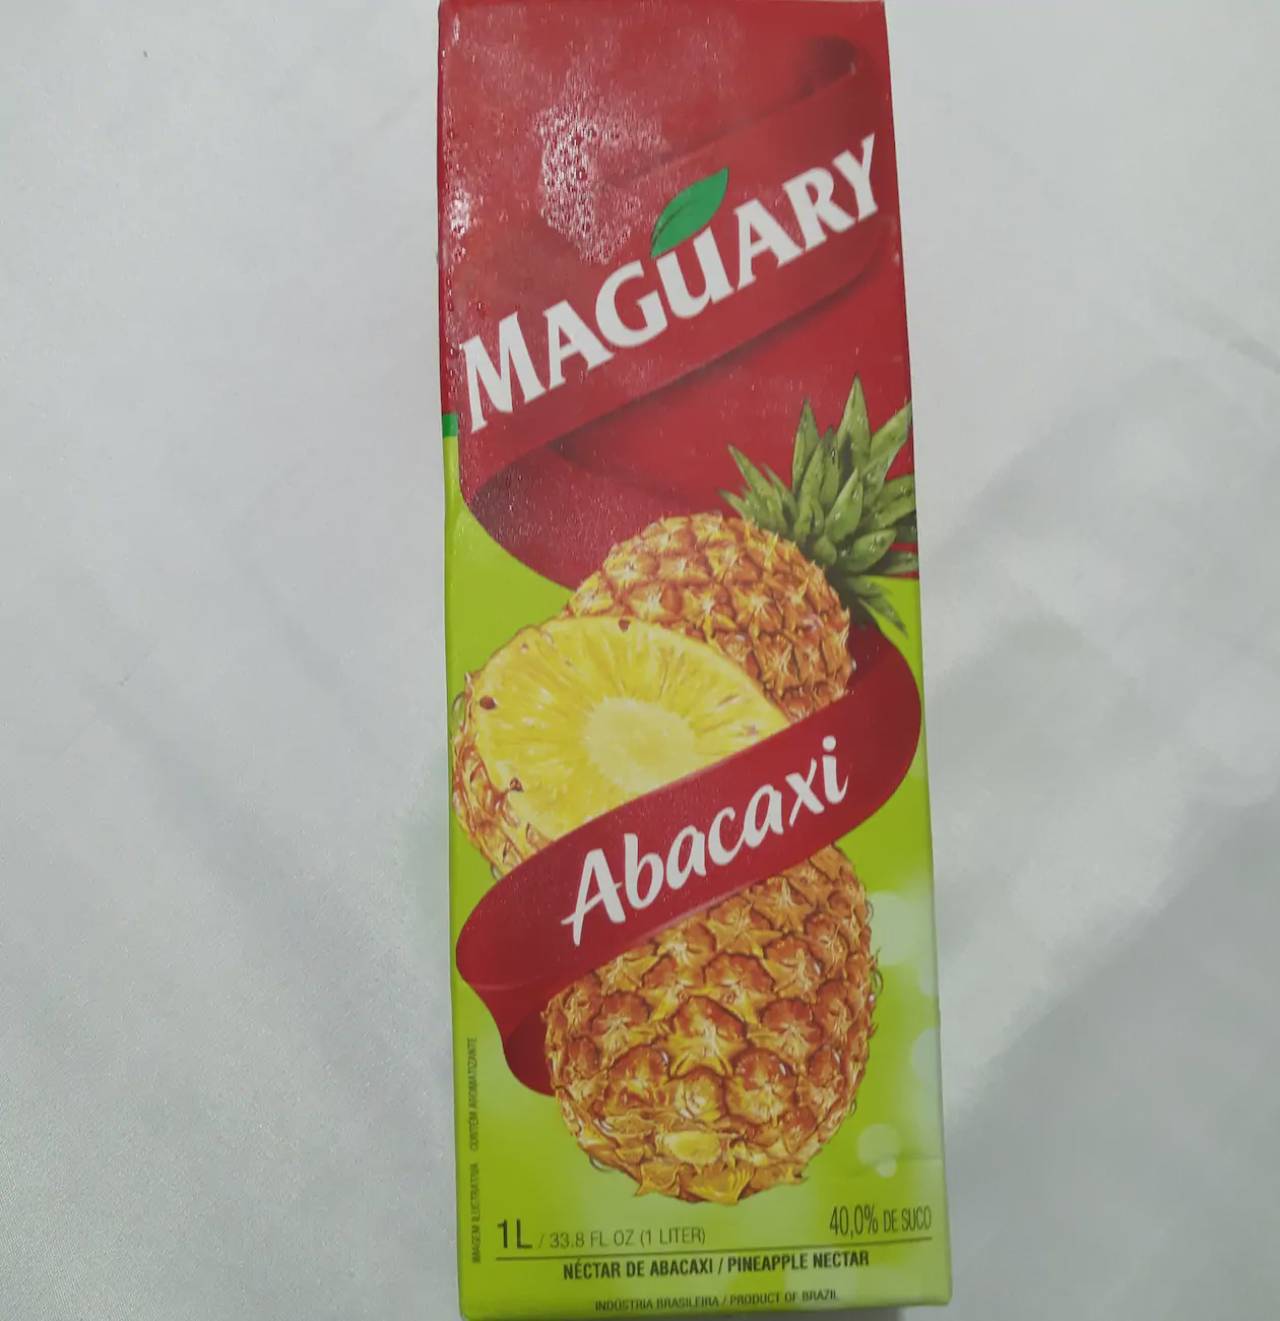 MAGUARY
Abacaxi
IMAGEM ILUSTRATIVA CONTÉM AROMATIZANTE
1L / 33.8 FL OZ (1 LITER)
40,0% DE SUCO
NÉCTAR DE ABACAXI / PINEAPPLE NECTAR
INDÚSTRIA BRASILEIRA / PRODUCT OF BRAZIL